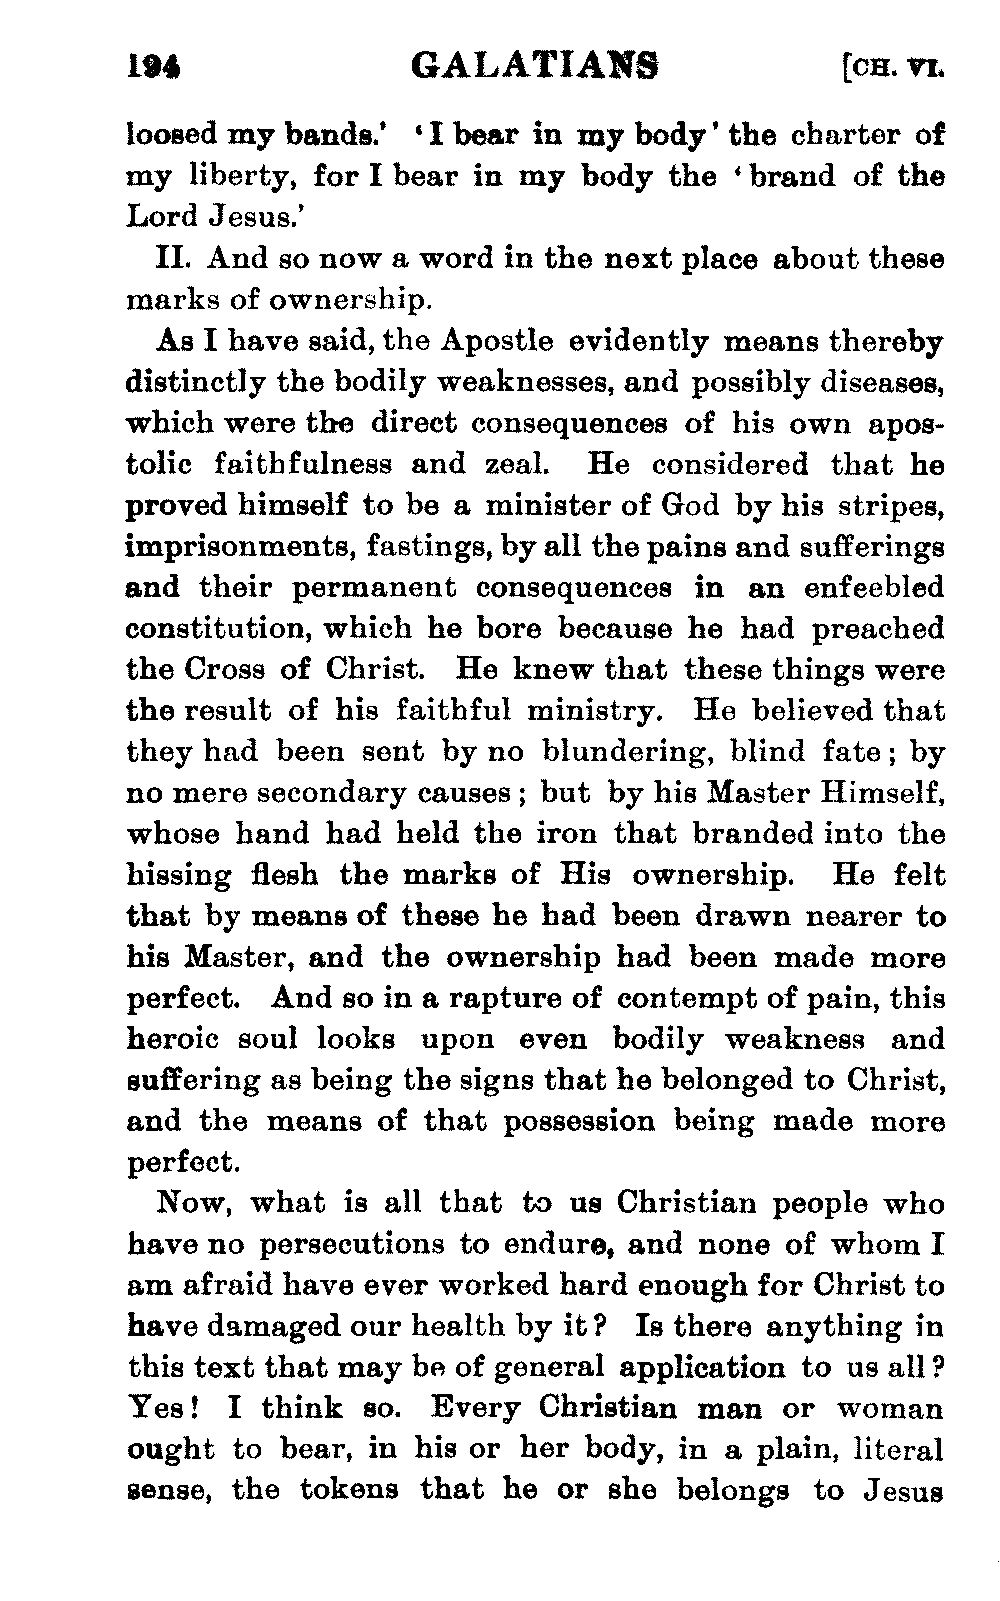 194 GALATIANS [CH. VI.
loosed my bands.' 'I bear in my body' the charter of
my liberty, for I bear in my body the 'brand of the
Lord Jesus.'
II. And so now a word in the next place about these
marks of ownership.
As I have said, the Apostle evidently means thereby
distinctly the bodily weaknesses, and possibly diseases,
which were the direct consequences of his own apos-
tolic faithfulness and zeal. He considered that he
proved himself to be a minister of God by his stripes,
imprisonments, fastings, by all the pains and sufferings
and their permanent consequences in an enfeebled
constitution, which he bore because he had preached
the Cross of Christ. He knew that these things were
the result of his faithful ministry. He believed that
they had been sent by no blundering, blind fate; by
no mere secondary causes; but by his Master Himself,
whose hand had held the iron that branded into the
hissing flesh the marks of His ownership. He felt
that by means of these he had been drawn nearer to
his Master, and the ownership had been made more
perfect. And so in a rapture of contempt of pain, this
heroic soul looks upon even bodily weakness and
suffering as being the signs that he belonged to Christ,
and the means of that possession being made more
perfect.
Now, what is all that to us Christian people who
have no persecutions to endure, and none of whom I
am afraid have ever worked hard enough for Christ to
have damaged our health by it? Is there anything in
this text that may be of general application to us all?
Yes! I think so. Every Christian man or woman
ought to bear, in his or her body, in a plain, literal
sense, the tokens that he or she belongs to Jesus